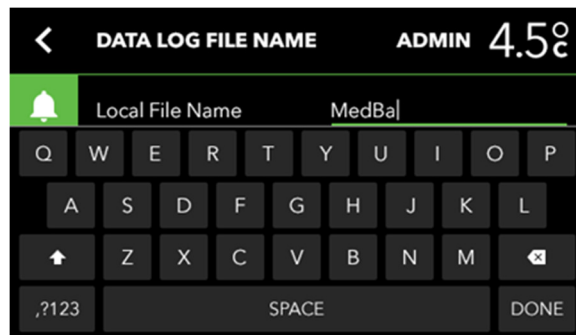 DATA LOG FILE NAME ADMIN 4.5°C
Local File Name MedBa
Q W E R T Y U I O P
A S D F G H J K L
Z X C V B N M
,?123 SPACE DONE